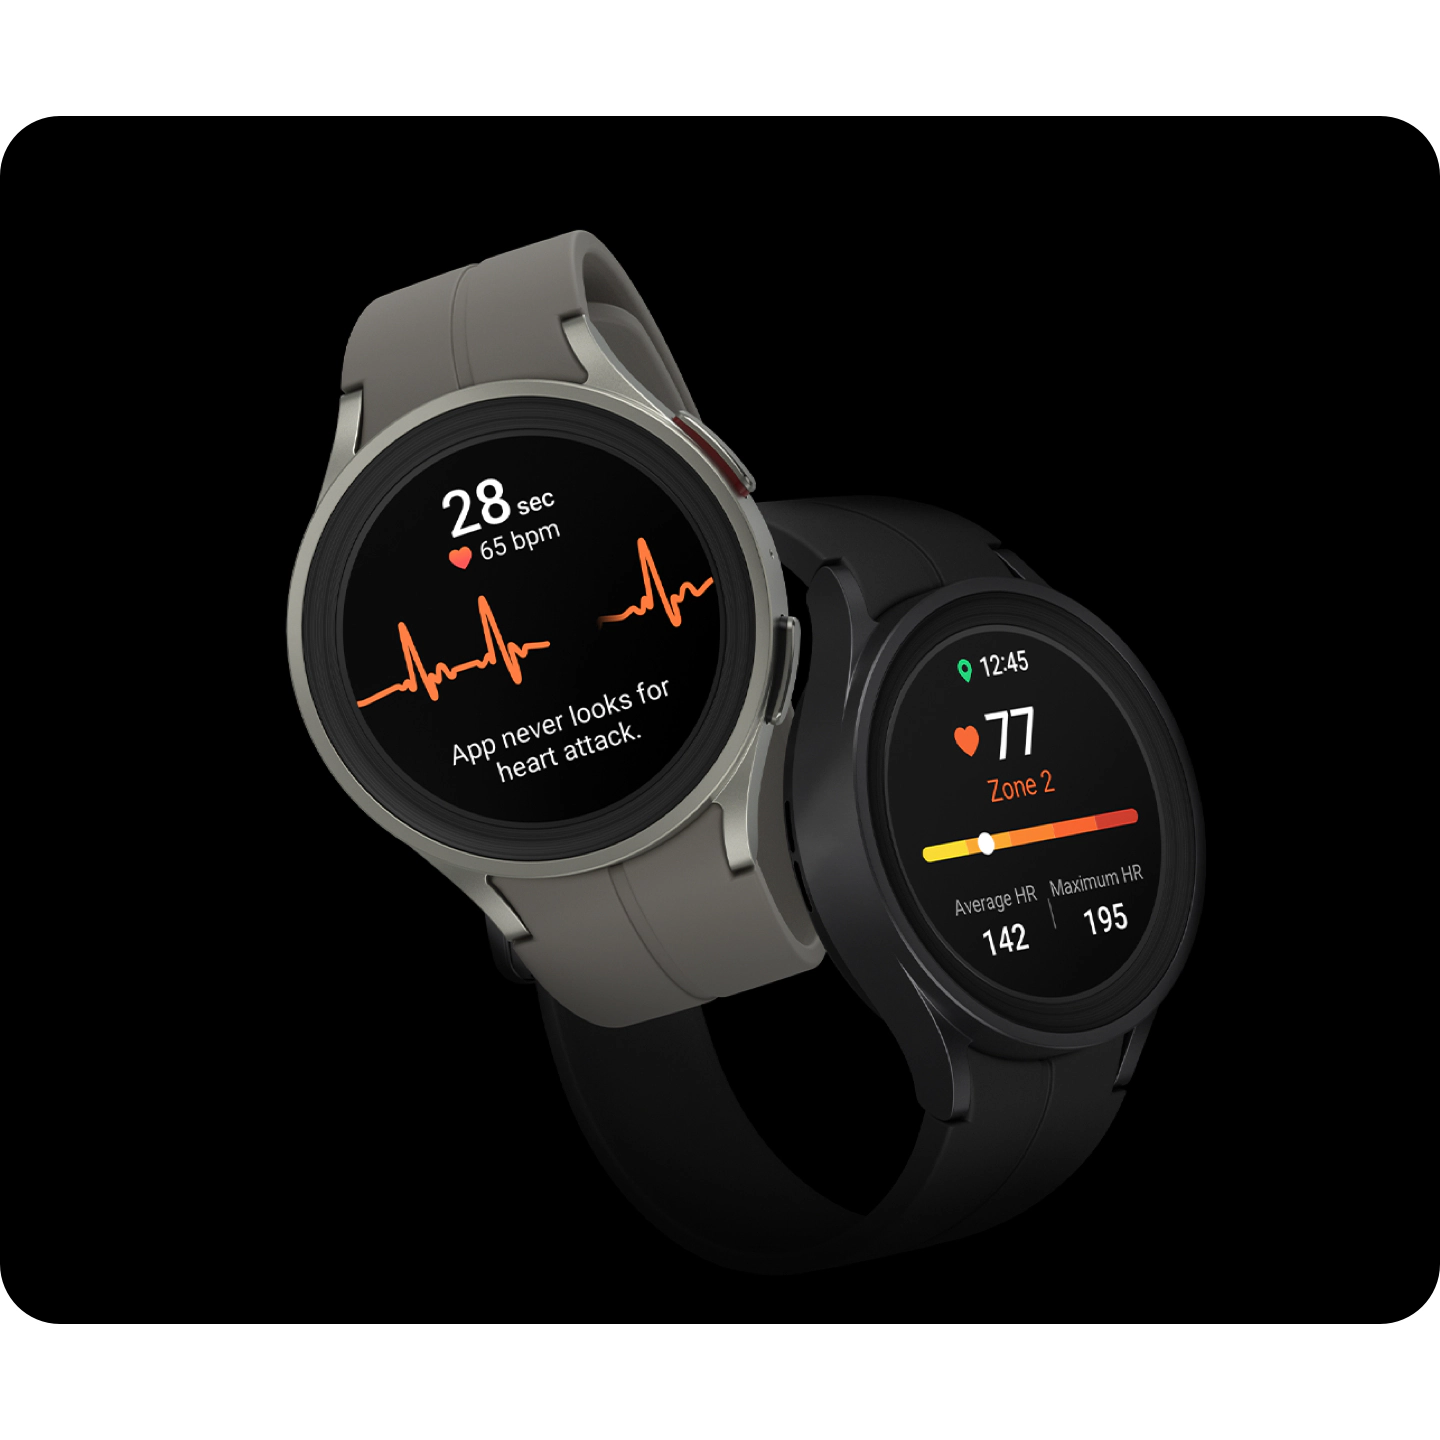 28 sec
65 bpm
App never looks for
heart attack.
12:45
77
Zone 2
Average HR
Maximum HR
142
195